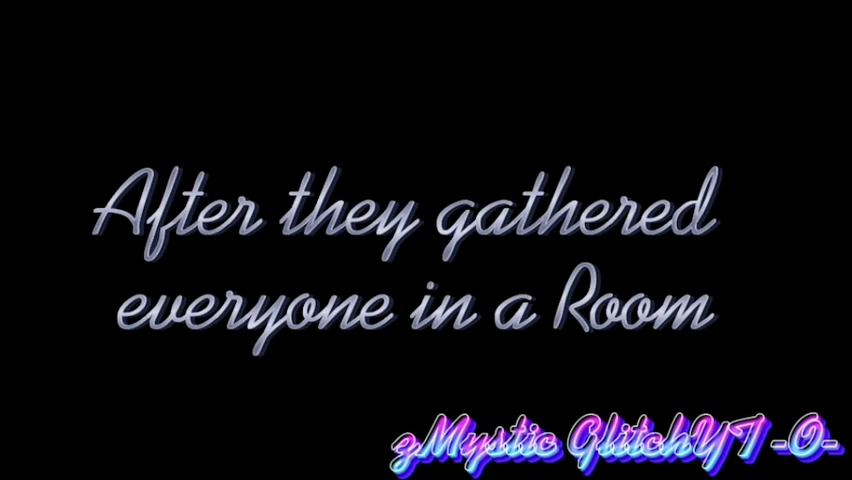 After they gathered
everyone in a Room
zMystic GlitchYT -O-